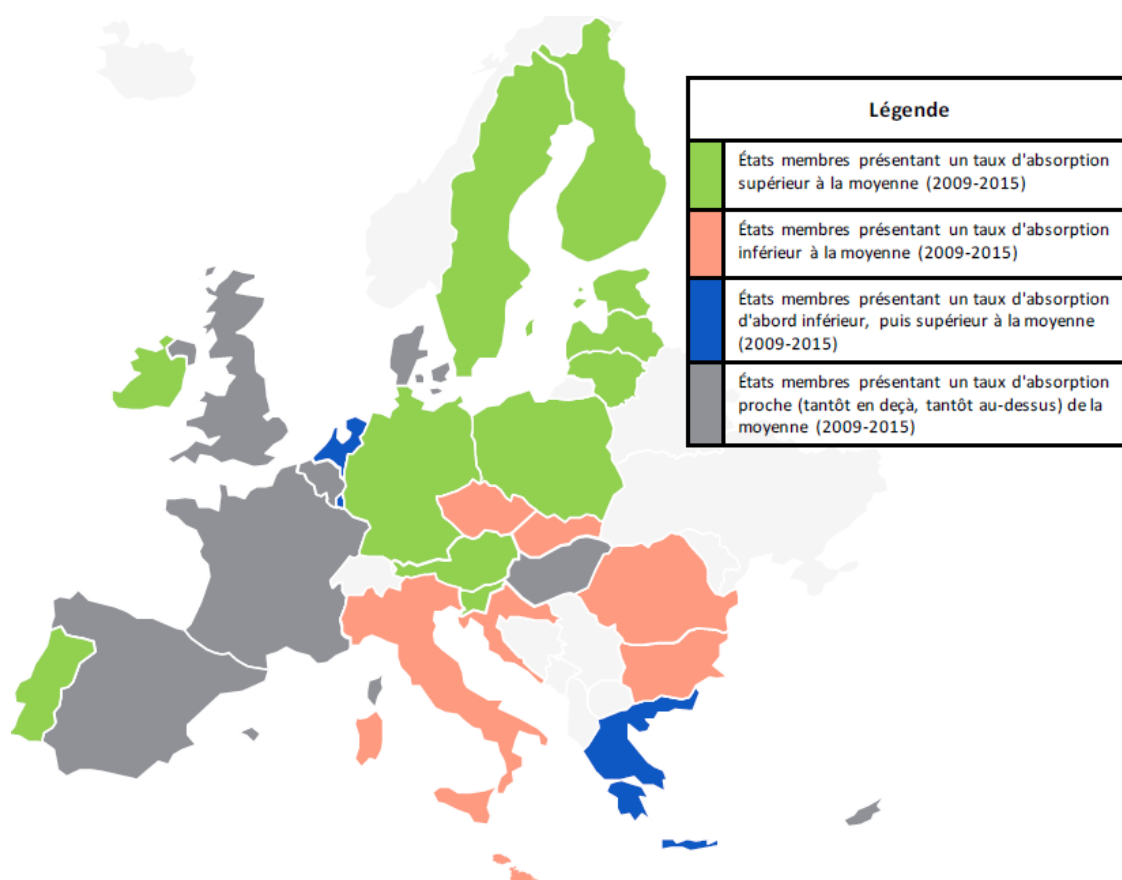 Légende
États membres présentant un taux d'absorption
supérieur à la moyenne (2009-2015)
États membres présentant un taux d'absorption
inférieur à la moyenne (2009-2015)
États membres présentant un taux d'absorption
d'abord inférieur, puis supérieur à la moyenne
(2009-2015)
États membres présentant un taux d'absorption
proche (tantôt en deçà, tantôt au-dessus) de la
moyenne (2009-2015)